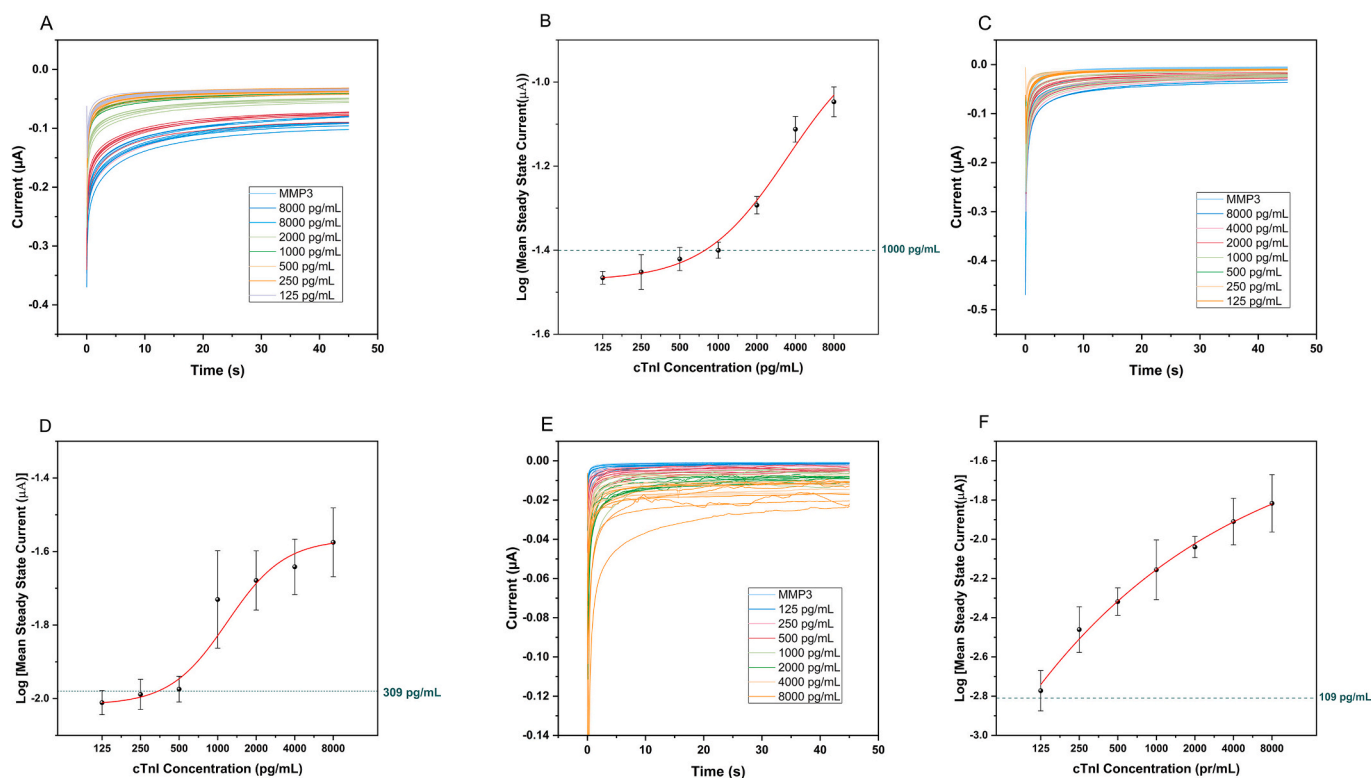 A
0.0
-0.1
-0.2
-0.3
-0.4
Current (µA)
0
10
20
30
40
50
Time (s)
MMP3
8000 pg/mL
8000 pg/mL
2000 pg/mL
1000 pg/mL
500 pg/mL
250 pg/mL
125 pg/mL
B
-1.0
-1.2
-1.4
-1.6
Log (Mean Steady State Current(µA))
1000 pg/mL
125
250
500
1000
2000
4000
8000
cTnI Concentration (pg/mL)
C
0.0
-0.1
-0.2
-0.3
-0.4
-0.5
Current (µA)
0
10
20
30
40
50
Time (s)
MMP3
8000 pg/mL
4000 pg/mL
2000 pg/mL
1000 pg/mL
500 pg/mL
250 pg/mL
125 pg/mL
D
-1.4
-1.6
-1.8
-2.0
Log [Mean Steady State Current (µA)]
309 pg/mL
125
250
500
1000
2000
4000
8000
cTnI Concentration (pg/mL)
E
0.00
-0.02
-0.04
-0.06
-0.08
-0.10
-0.12
-0.14
Current (µA)
0
10
20
30
40
50
Time (s)
MMP3
125 pg/mL
250 pg/mL
500 pg/mL
1000 pg/mL
2000 pg/mL
4000 pg/mL
8000 pg/mL
F
-1.4
-1.6
-1.8
-2.0
-2.2
-2.4
-2.6
-2.8
-3.0
Log [Mean Steady State Current(µA)]
109 pg/mL
125
250
500
1000
2000
4000
8000
cTnI Concentration (pr/mL)